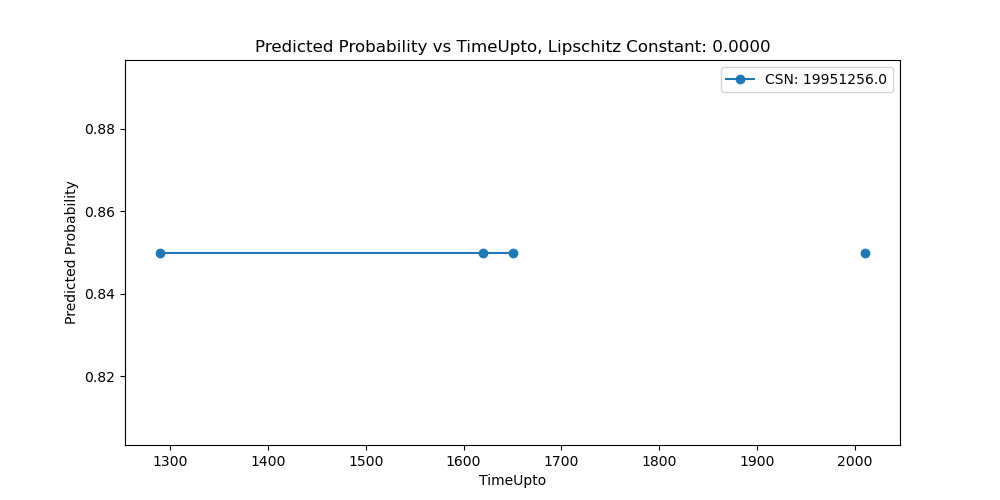 Predicted Probability vs TimeUpto, Lipschitz Constant: 0.0000
CSN: 19951256.0
Predicted Probability
0.88
0.86
0.84
0.82
1300 1400 1500 1600 1700 1800 1900 2000
TimeUpto